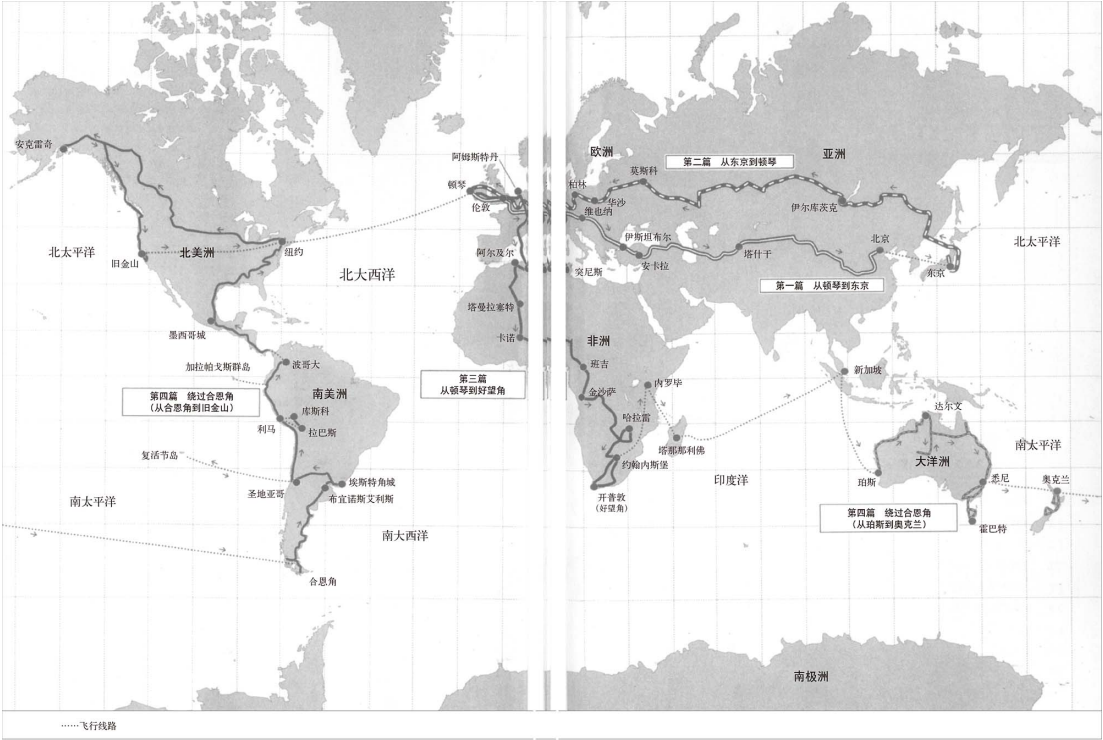 安克雷奇
旧金山
北美洲
纽约
北太平洋
北大西洋
墨西哥城
加拉帕戈斯群岛
波哥大
第四篇 绕过合恩角
（从合恩角到旧金山）
南美洲
库斯科
利马
拉巴斯
复活节岛
圣地亚哥
埃斯特角城
布宜诺斯艾利斯
南太平洋
南大西洋
合恩角
阿姆斯特丹
顿琴
伦敦
阿尔及尔
塔曼拉塞特
卡诺
第三篇
从顿琴到好望角
欧洲
柏林
华沙
维也纳
莫斯科
第二篇 从东京到顿琴
亚洲
伊尔库茨克
伊斯坦布尔
安卡拉
突尼斯
塔什干
北京
东京
第一篇 从顿琴到东京
北太平洋
非洲
班吉
金沙萨
内罗毕
哈拉雷
塔那那利佛
约翰内斯堡
开普敦
（好望角）
印度洋
新加坡
达尔文
大洋洲
珀斯
悉尼
南太平洋
奥克兰
霍巴特
第四篇 绕过合恩角
（从珀斯到奥克兰）
南极洲
……飞行线路